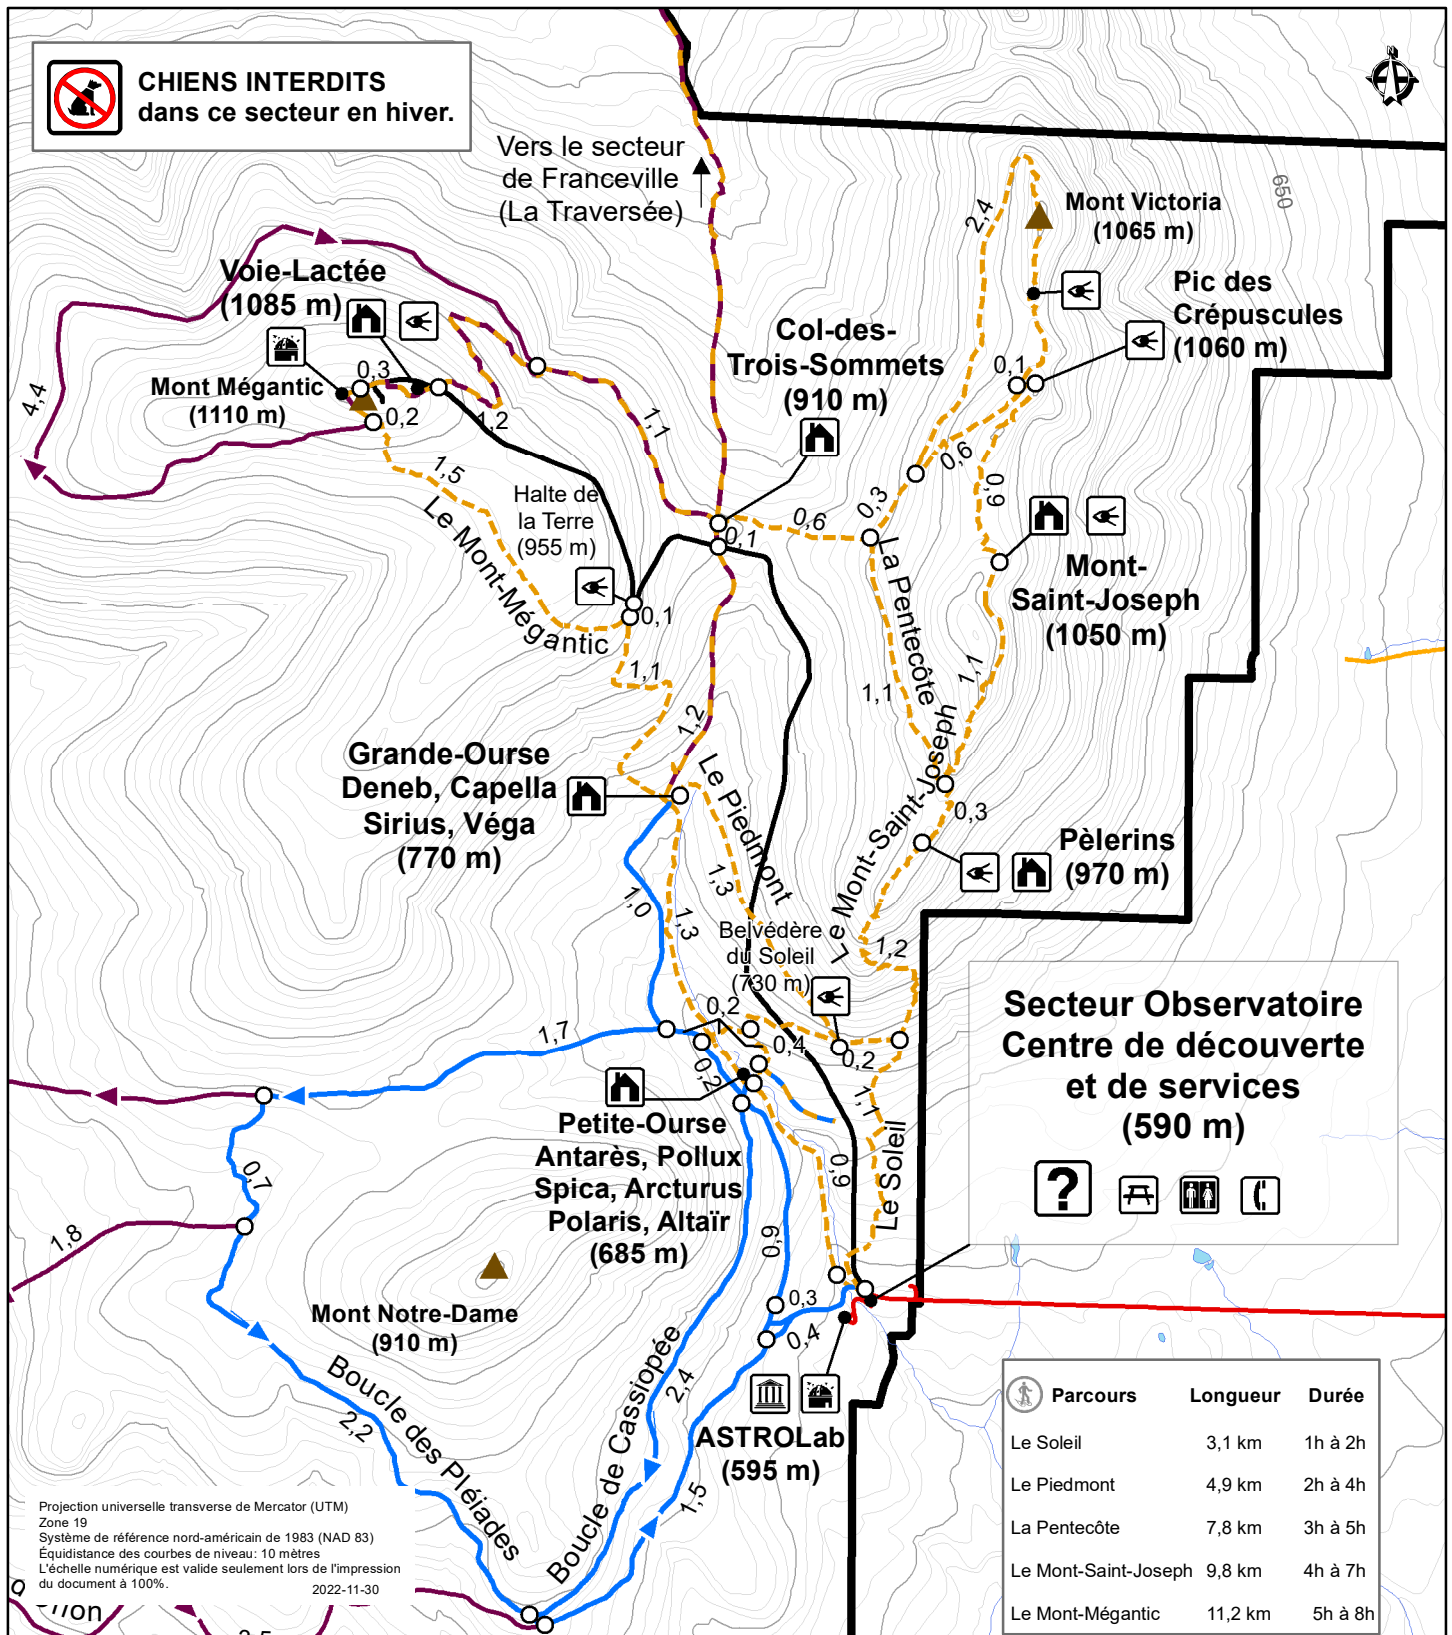 CHIENS INTERDITS
dans ce secteur en hiver.
Vers le secteur
de Franceville
(La Traversée)
650
2,4
Mont Victoria
(1065 m)
Voie-Lactée
(1085 m)
Pic des
Crépuscules
(1060 m)
Col-des-
Trois-Sommets
(910 m)
0,1
0,3
Mont Mégantic
(1110 m)
4,4
0,2
1,2
1,1
0,6
0,9
1,5
0,3
Halte de
la Terre
(955 m)
0,6
0,1
Le Mont-Mégantic
La Pentecôte
Mont-
Saint-Joseph
(1050 m)
0,1
1,1
1,1
1,1
1,2
Grande-Ourse
Deneb, Capella
Sirius, Véga
(770 m)
Le Piedmont
Le Mont-Saint-Joseph
0,3
Pèlerins
(970 m)
1,3
1,0
1,3
Belvédère
du Soleil
(730 m)
1,2
0,2
0,4
0,2
0,2
1,7
1,1
Secteur Observatoire
Centre de découverte
et de services
(590 m)
?
Petite-Ourse
Antarès, Pollux
Spica, Arcturus
Polaris, Altaïr
(685 m)
0,9
Le Soleil
0,7
1,8
0,9
Mont Notre-Dame
(910 m)
0,3
0,4
Boucle des Pléiades
Boucle de Cassiopée
2,4
2,2
ASTROLab
(595 m)
1,5
Parcours Longueur Durée
Le Soleil 3,1 km 1h à 2h
Le Piedmont 4,9 km 2h à 4h
La Pentecôte 7,8 km 3h à 5h
Le Mont-Saint-Joseph 9,8 km 4h à 7h
Le Mont-Mégantic 11,2 km 5h à 8h
Projection universelle transverse de Mercator (UTM)
Zone 19
Système de référence nord-américain de 1983 (NAD 83)
Équidistance des courbes de niveau: 10 mètres
L'échelle numérique est valide seulement lors de l'impression
du document à 100%.
2022-11-30